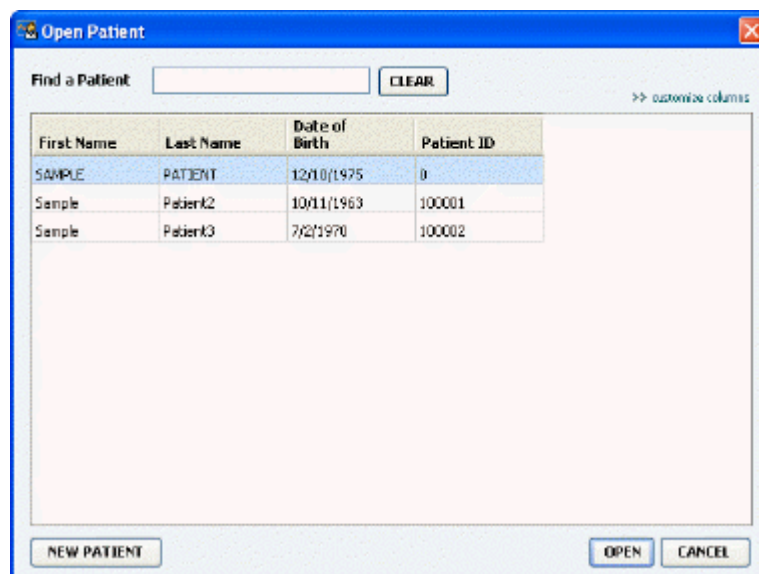 Open Patient
Find a Patient CLEAR
>> customize columns
First Name Last Name Date of Birth Patient ID
SAMPLE PATIENT 12/10/1975 0
Sample Patient2 10/11/1963 100001
Sample Patient3 7/2/1970 100002
NEW PATIENT OPEN CANCEL